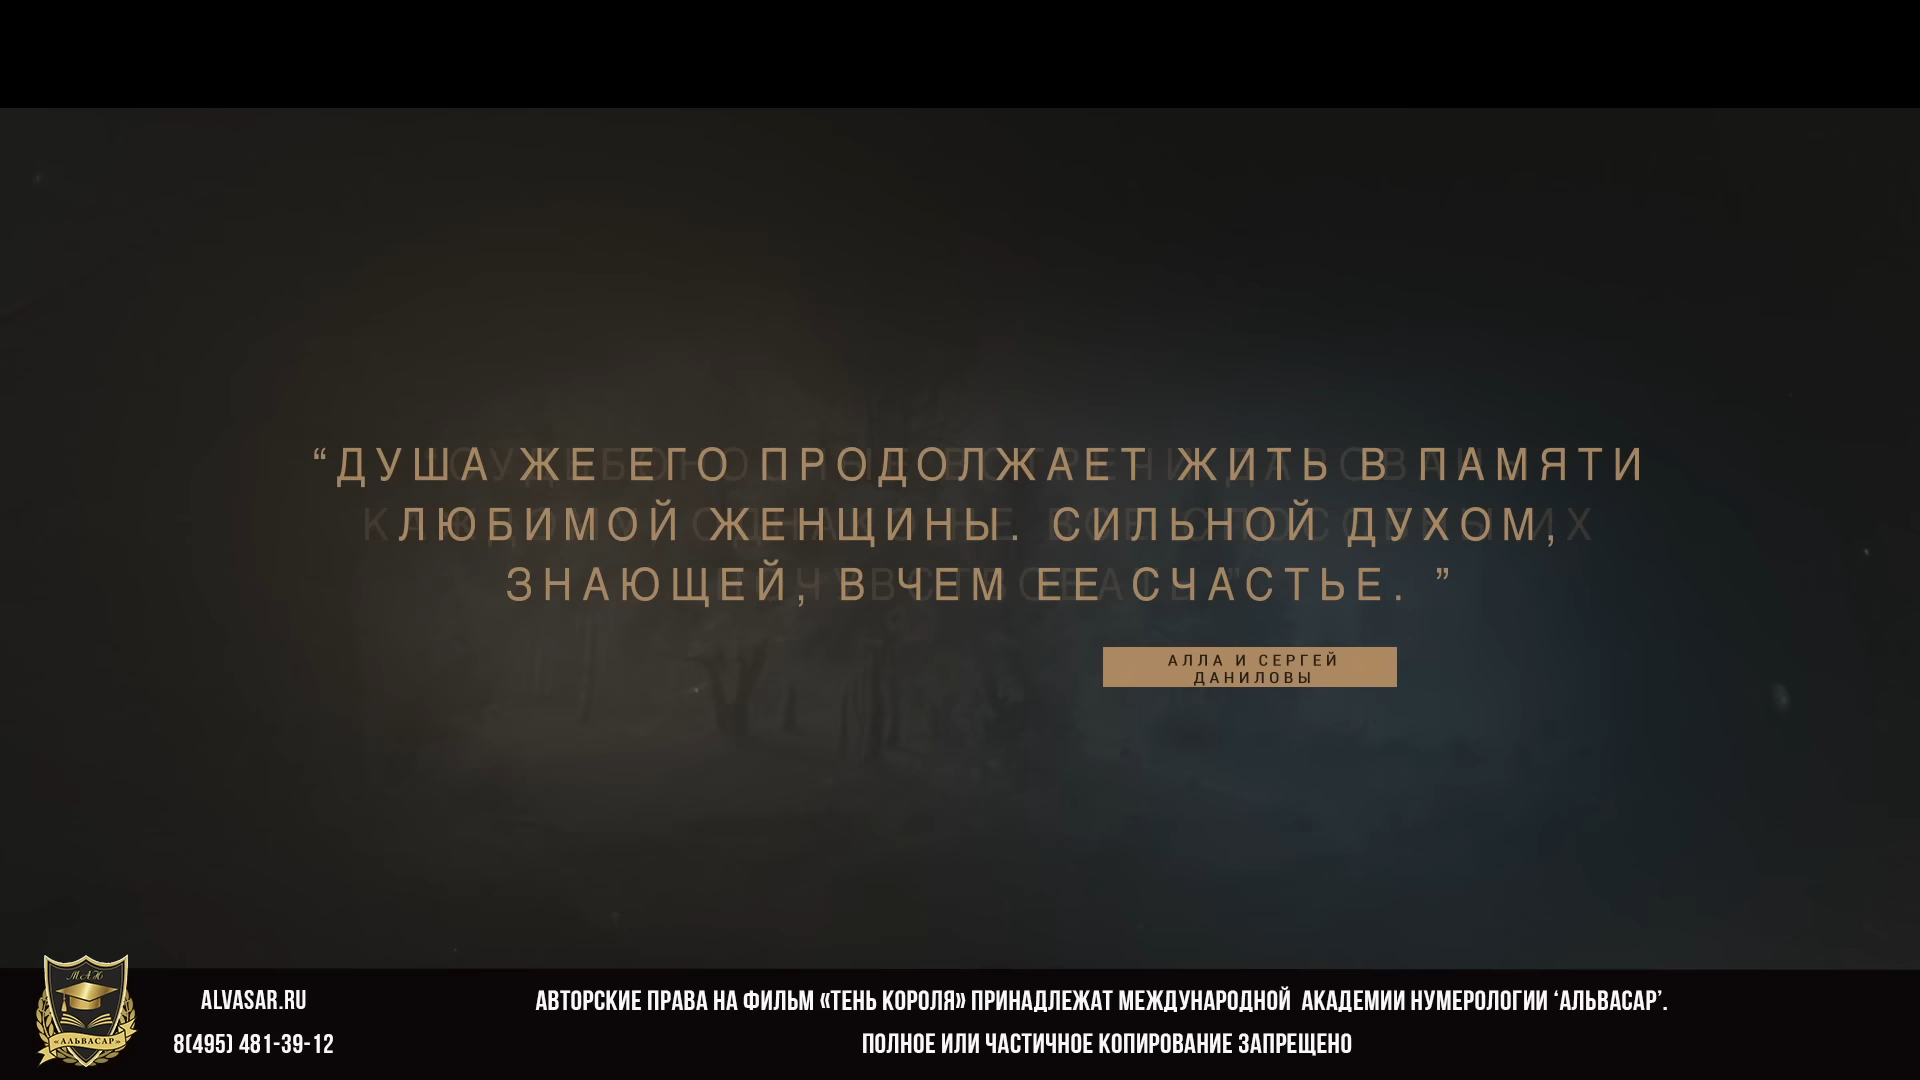 “ДУША ЖЕ ЕГО ПРОДОЛЖАЕТ ЖИТЬ В ПАМЯТИ
ЛЮБИМОЙ ЖЕНЩИНЫ. СИЛЬНОЙ ДУХОМ,
ЗНАЮЩЕЙ, В ЧЕМ ЕЕ СЧАСТЬЕ. ”
АЛЛА И СЕРГЕЙ
ДАНИЛОВЫ
МАН
«АЛЬВАСАР»
ALVASAR.RU
8(495) 481-39-12
АВТОРСКИЕ ПРАВА НА ФИЛЬМ «ТЕНЬ КОРОЛЯ» ПРИНАДЛЕЖАТ МЕЖДУНАРОДНОЙ АКАДЕМИИ НУМЕРОЛОГИИ ‘АЛЬВАСАР’.
ПОЛНОЕ ИЛИ ЧАСТИЧНОЕ КОПИРОВАНИЕ ЗАПРЕЩЕНО